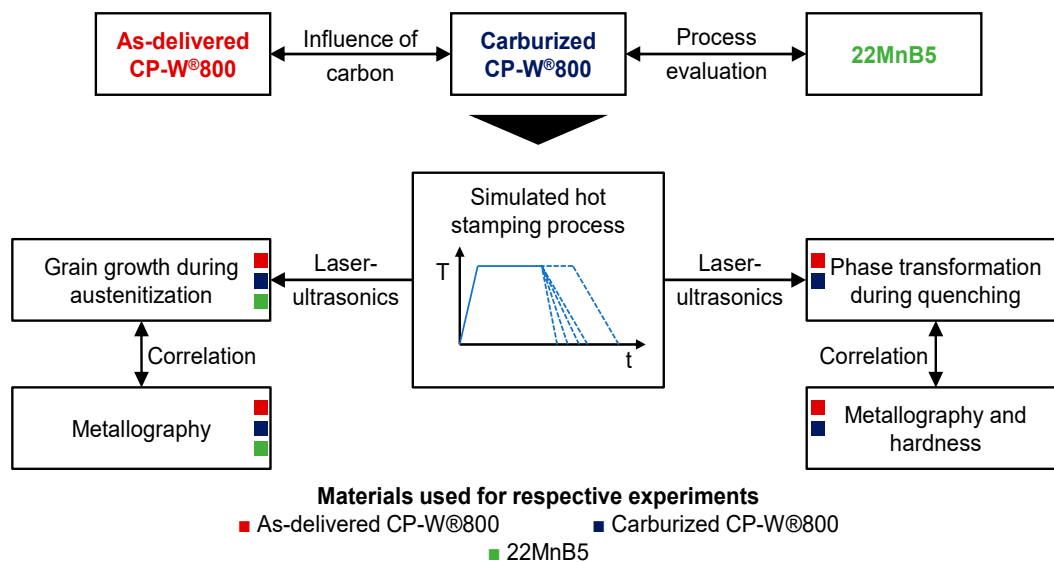 As-delivered
CP-W®800
Influence of
carbon
Carburized
CP-W®800
Process
evaluation
22MnB5
Simulated hot
stamping process
T
t
Grain growth during
austenitization
Laser-
ultrasonics
Laser-
ultrasonics
Phase transformation
during quenching
Correlation
Correlation
Metallography
Metallography and
hardness
Materials used for respective experiments
As-delivered CP-W®800
Carburized CP-W®800
22MnB5